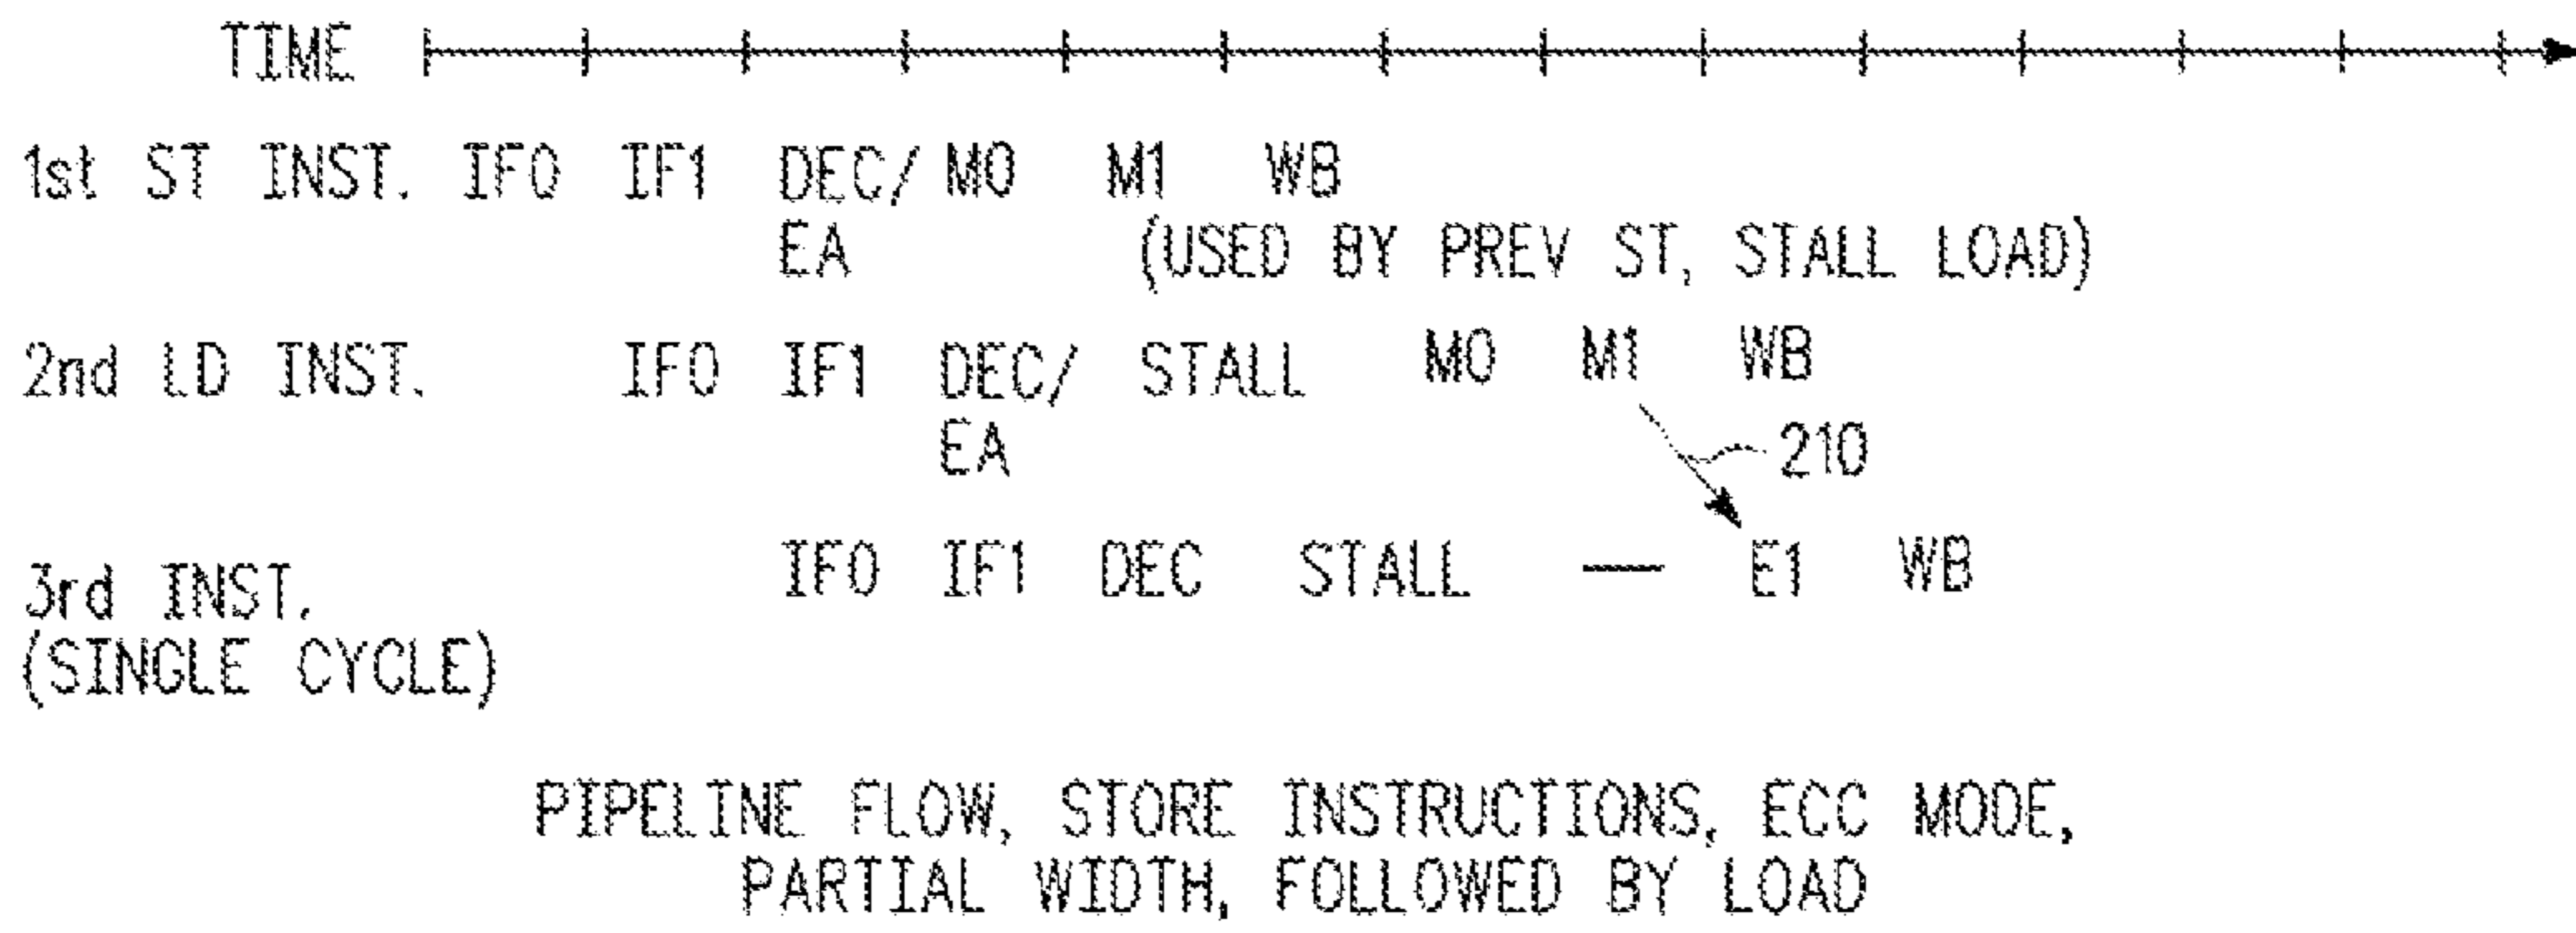 TIME
1st ST INST. IF0 IF1 DEC/ M0 M1 WB
EA (USED BY PREV ST, STALL LOAD)
2nd LD INST. IF0 IF1 DEC/ STALL M0 M1 WB
EA 210
IF0 IF1 DEC STALL — E1 WB
3rd INST.
(SINGLE CYCLE)
PIPELINE FLOW, STORE INSTRUCTIONS, ECC MODE,
PARTIAL WIDTH, FOLLOWED BY LOAD